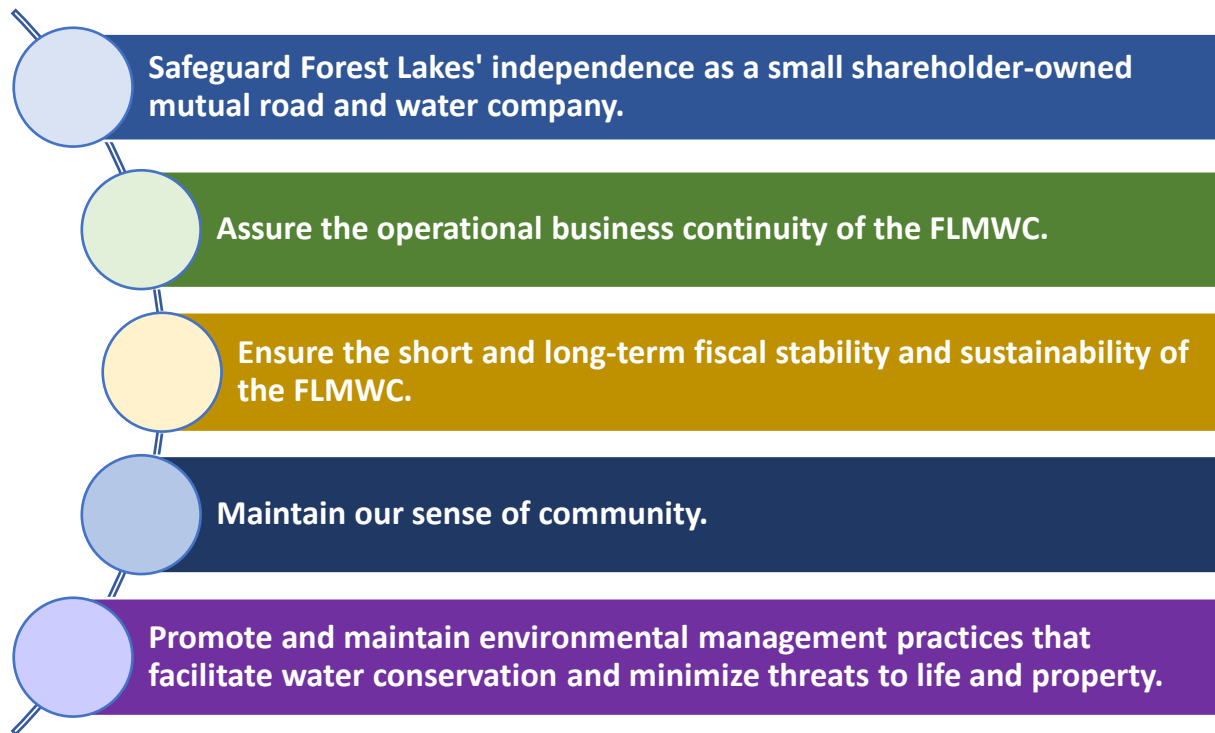 Safeguard Forest Lakes' independence as a small shareholder-owned
mutual road and water company.
Assure the operational business continuity of the FLMWC.
Ensure the short and long-term fiscal stability and sustainability of
the FLMWC.
Maintain our sense of community.
Promote and maintain environmental management practices that
facilitate water conservation and minimize threats to life and property.